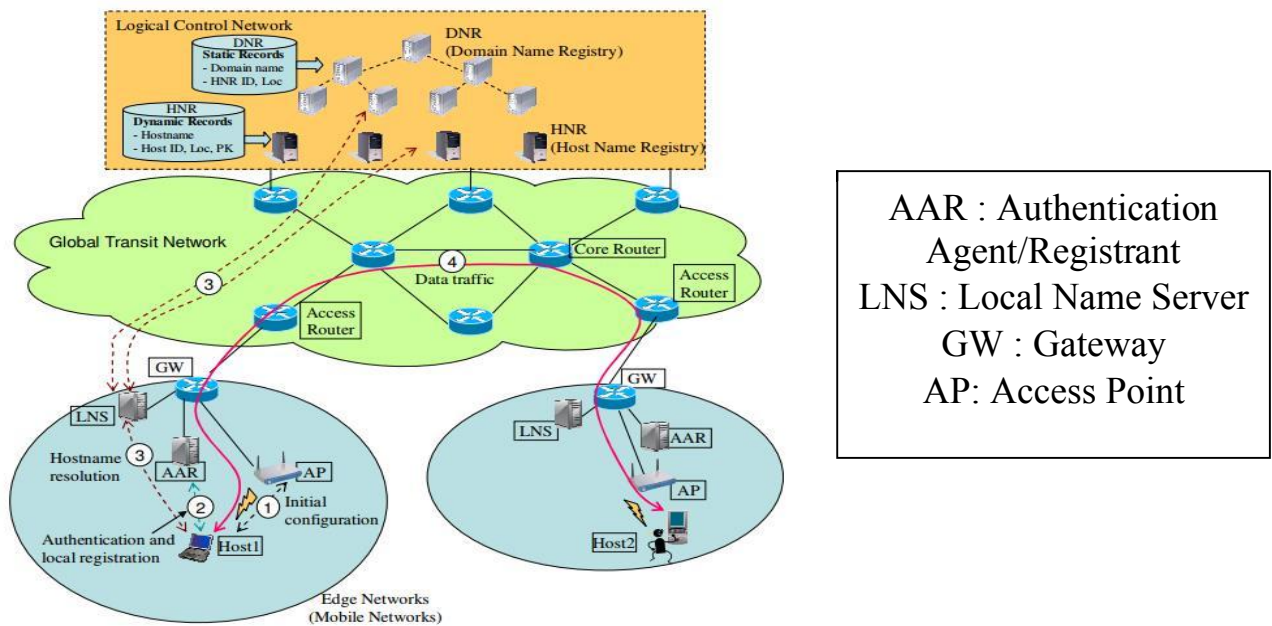 Logical Control Network
DNR
Static Records
- Domain name
- HNR ID, Loc
DNR
(Domain Name Registry)
HNR
Dynamic Records
- Hostname
- Host ID, Loc, PK
HNR
(Host Name Registry)
Global Transit Network
3
4
Data traffic
Core Router
Access
Router
Access
Router
GW
LNS
Hostname
resolution
3
AAR
AP
2
1
Initial
configuration
Authentication and
local registration
Host1
GW
LNS
AAR
AP
Host2
Edge Networks
(Mobile Networks)
AAR : Authentication
Agent/Registrant
LNS : Local Name Server
GW : Gateway
AP: Access Point